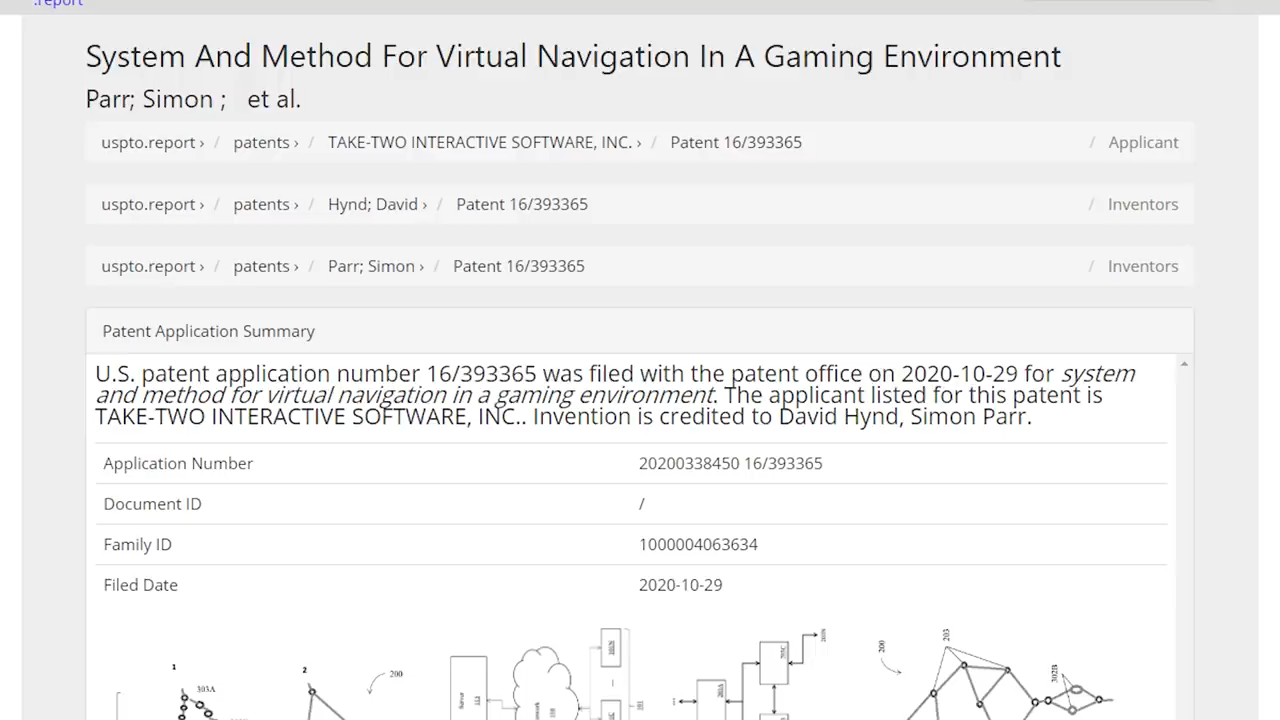 .report
System And Method For Virtual Navigation In A Gaming Environment
Parr; Simon ; et al.
uspto.report › / patents › / TAKE-TWO INTERACTIVE SOFTWARE, INC. › / Patent 16/393365 / Applicant
uspto.report › / patents › / Hynd; David › / Patent 16/393365 / Inventors
uspto.report › / patents › / Parr; Simon › / Patent 16/393365 / Inventors
Patent Application Summary
U.S. patent application number 16/393365 was filed with the patent office on 2020-10-29 for system
and method for virtual navigation in a gaming environment. The applicant listed for this patent is
TAKE-TWO INTERACTIVE SOFTWARE, INC.. Invention is credited to David Hynd, Simon Parr.
Application Number 20200338450 16/393365
Document ID /
Family ID 1000004063634
Filed Date 2020-10-29
1
303A
2
200
200
203
302B